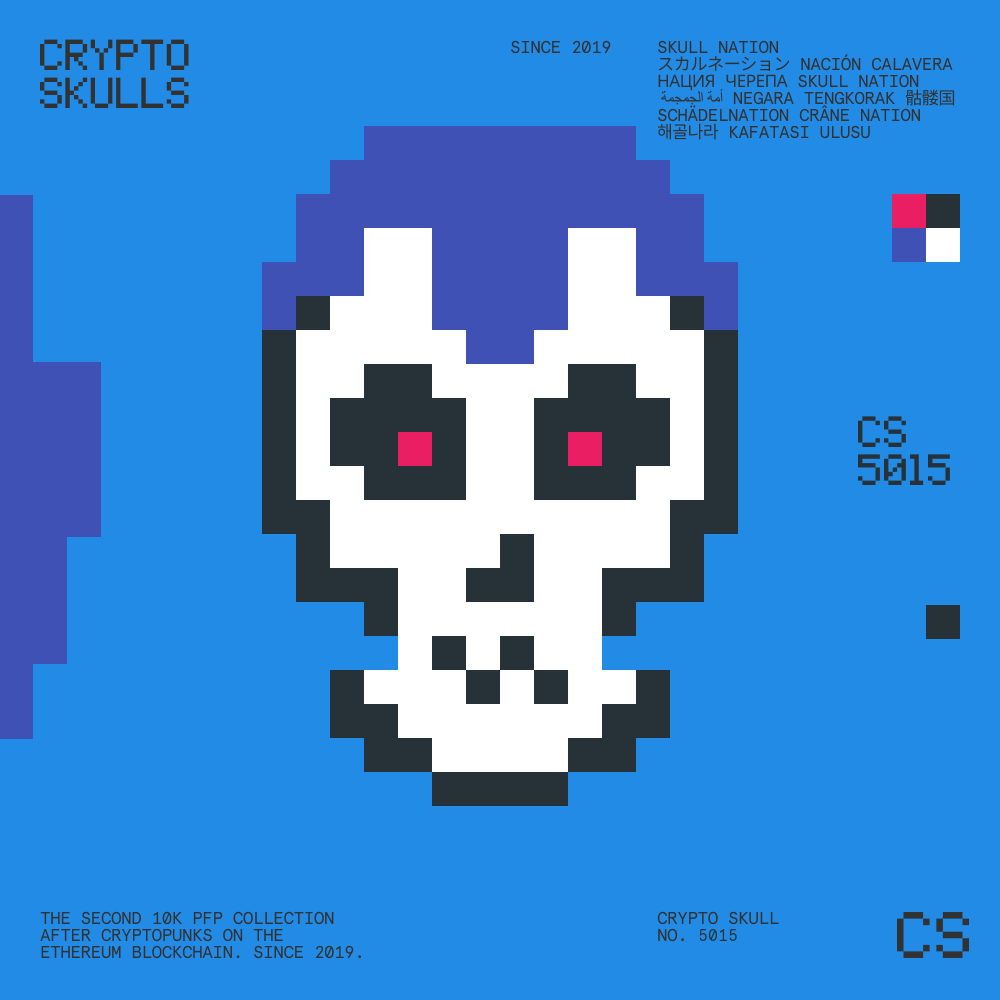 CRYPTO
SKULLS
SINCE 2019
SKULL NATION
スカルネーション NACIÓN CALAVERA
НАЦИЯ ЧЕРЕПА SKULL NATION
أمة الجمجمة NEGARA TENGKORAK 骷髅国
SCHÄDELNATION CRÂNE NATION
해골나라 KAFATASI ULUSU
CS
5015
THE SECOND 10K PFP COLLECTION
AFTER CRYPTOPUNKS ON THE
ETHEREUM BLOCKCHAIN. SINCE 2019.
CRYPTO SKULL
NO. 5015
CS